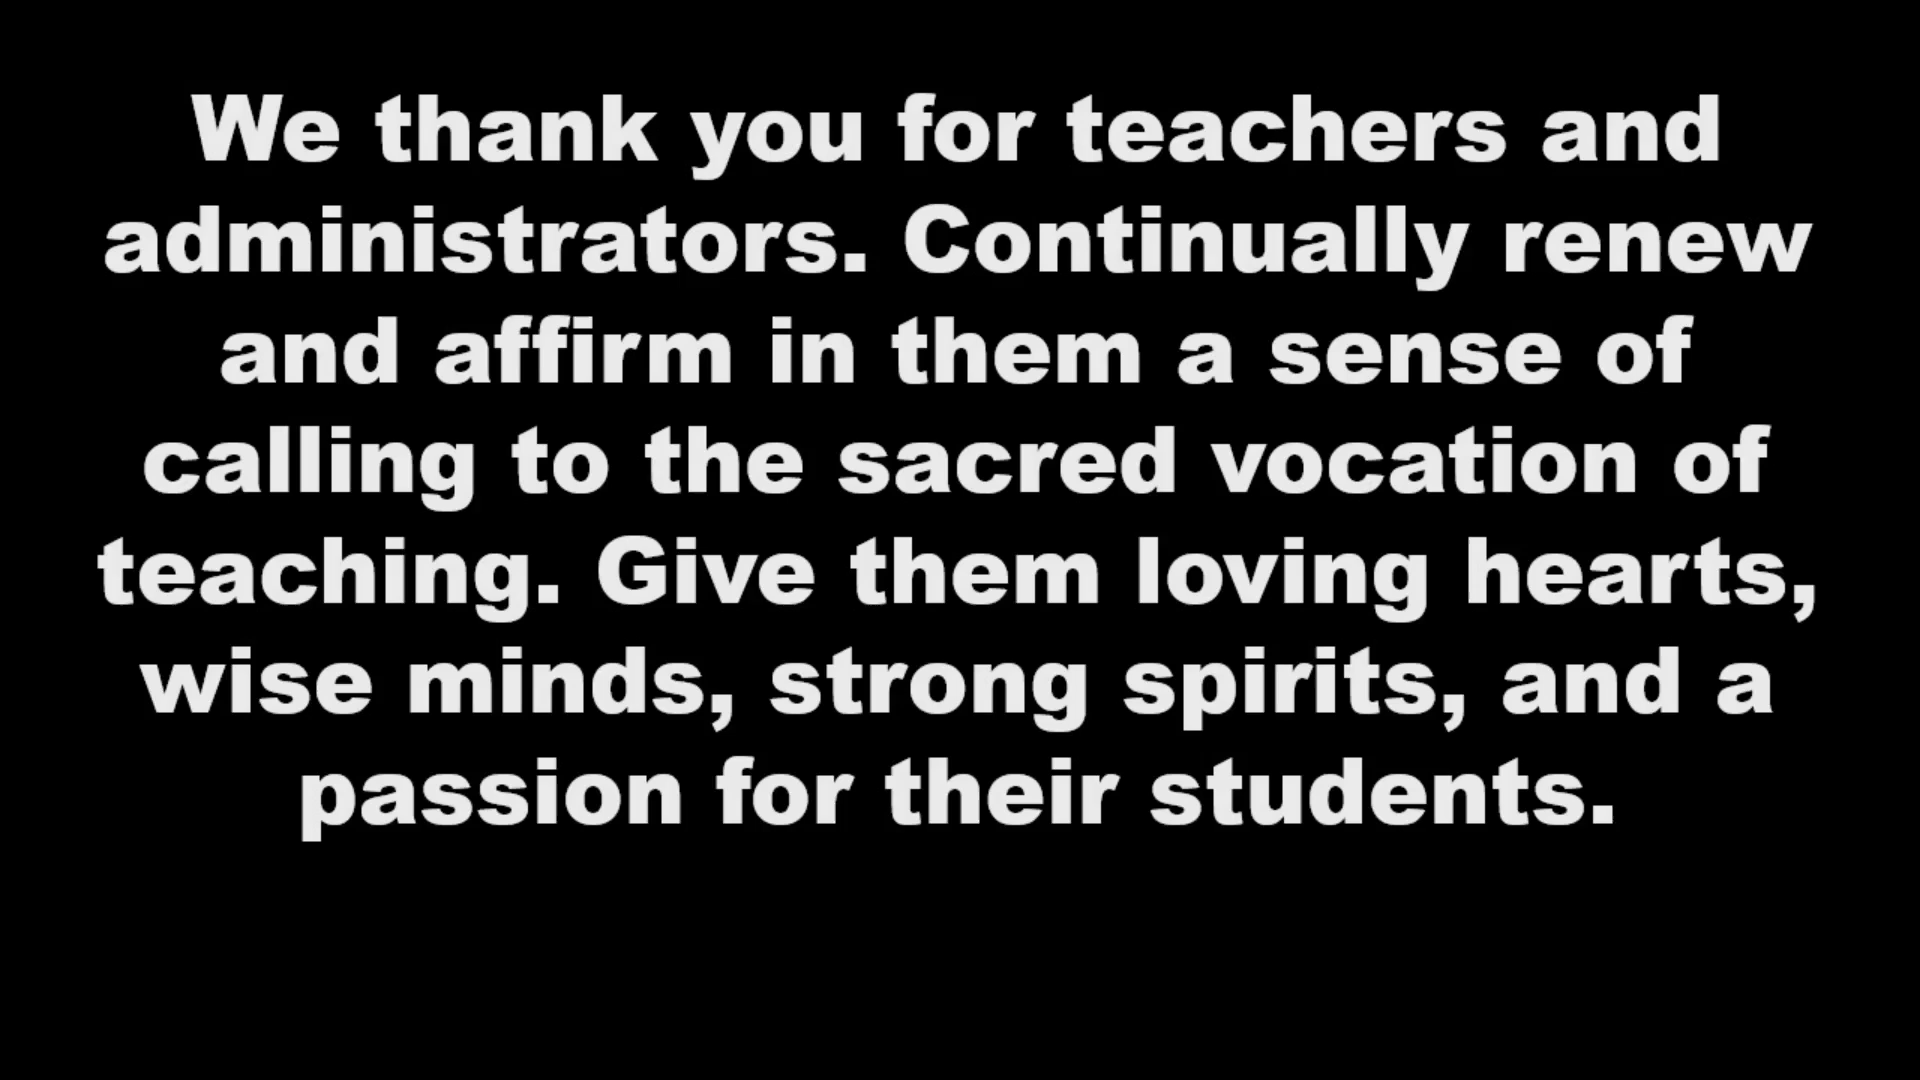 We thank you for teachers and
administrators. Continually renew
and affirm in them a sense of
calling to the sacred vocation of
teaching. Give them loving hearts,
wise minds, strong spirits, and a
passion for their students.